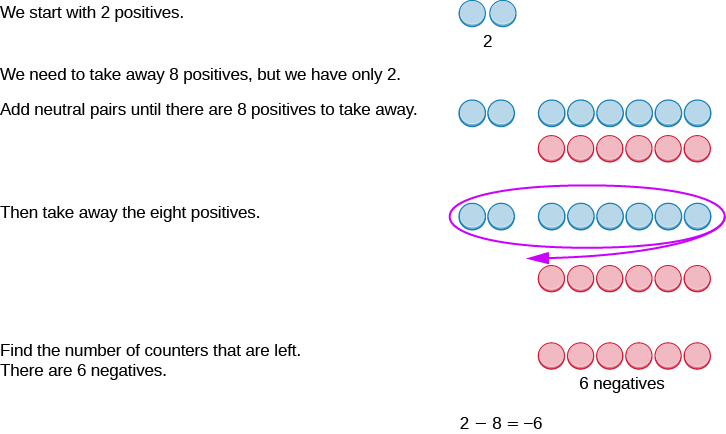 We start with 2 positives.
2
We need to take away 8 positives, but we have only 2.
Add neutral pairs until there are 8 positives to take away.
Then take away the eight positives.
Find the number of counters that are left.
There are 6 negatives.
6 negatives
2 − 8 = −6